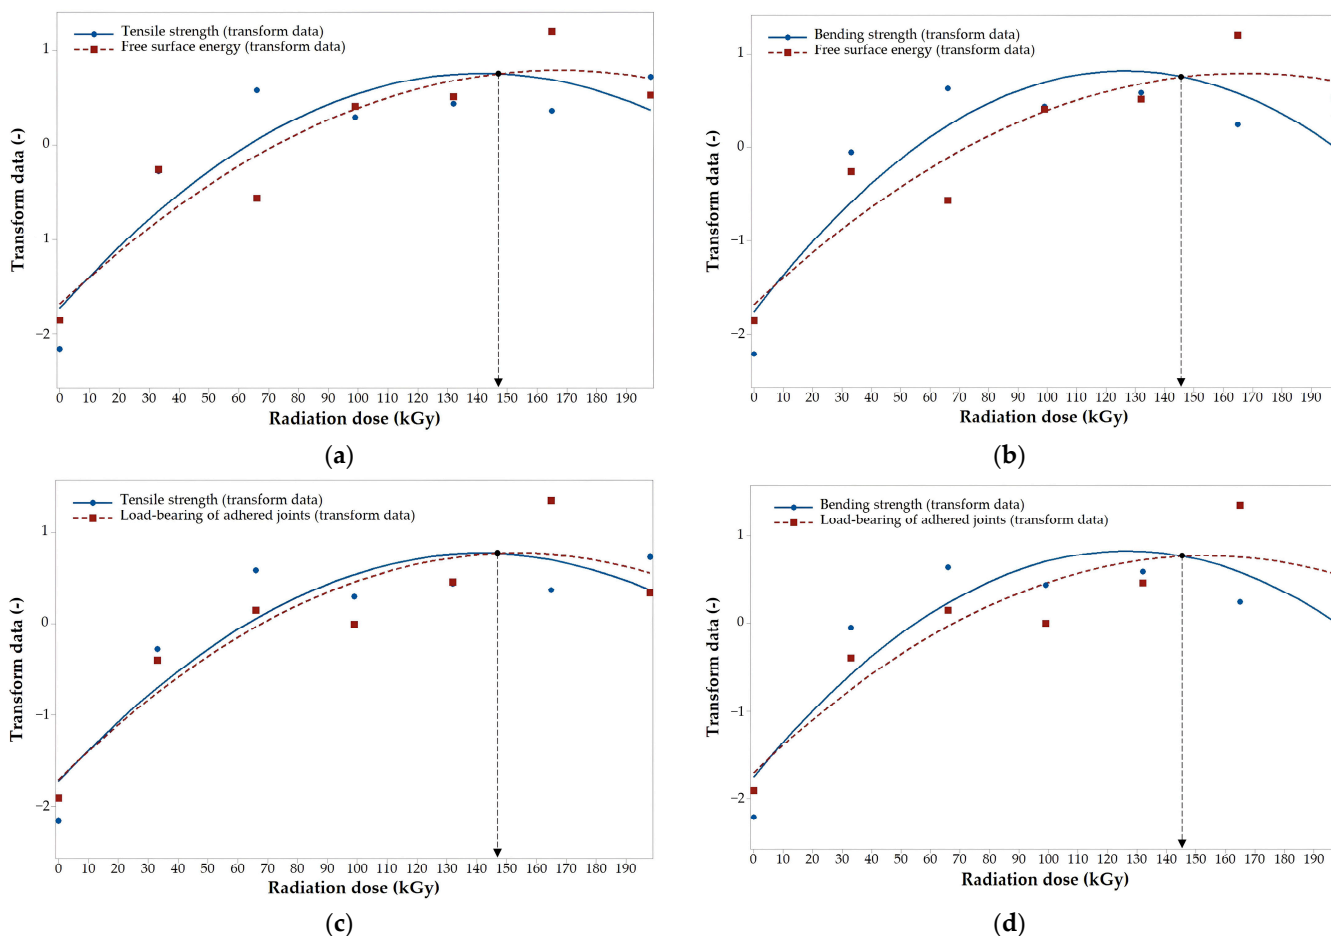 Tensile strength (transform data)
Free surface energy (transform data)
1
0
1
−2
Transform data (-)
0 10 20 30 40 50 60 70 80 90 100 110 120 130 140 150 160 170 180 190
Radiation dose (kGy)
(a)
Bending strength (transform data)
Free surface energy (transform data)
1
0
−1
−2
Transform data (-)
0 10 20 30 40 50 60 70 80 90 100 110 120 130 140 150 160 170 180 190
Radiation dose (kGy)
(b)
Tensile strength (transform data)
Load-bearing of adhered joints (transform data)
1
0
−1
−2
Transform data (-)
0 10 20 30 40 50 60 70 80 90 100 110 120 130 140 150 160 170 180 190
Radiation dose (kGy)
(c)
Bending strength (transform data)
Load-bearing of adhered joints (transform data)
1
0
−1
−2
Transform data (-)
0 10 20 30 40 50 60 70 80 90 100 110 120 130 140 150 160 170 180 190
Radiation dose (kGy)
(d)